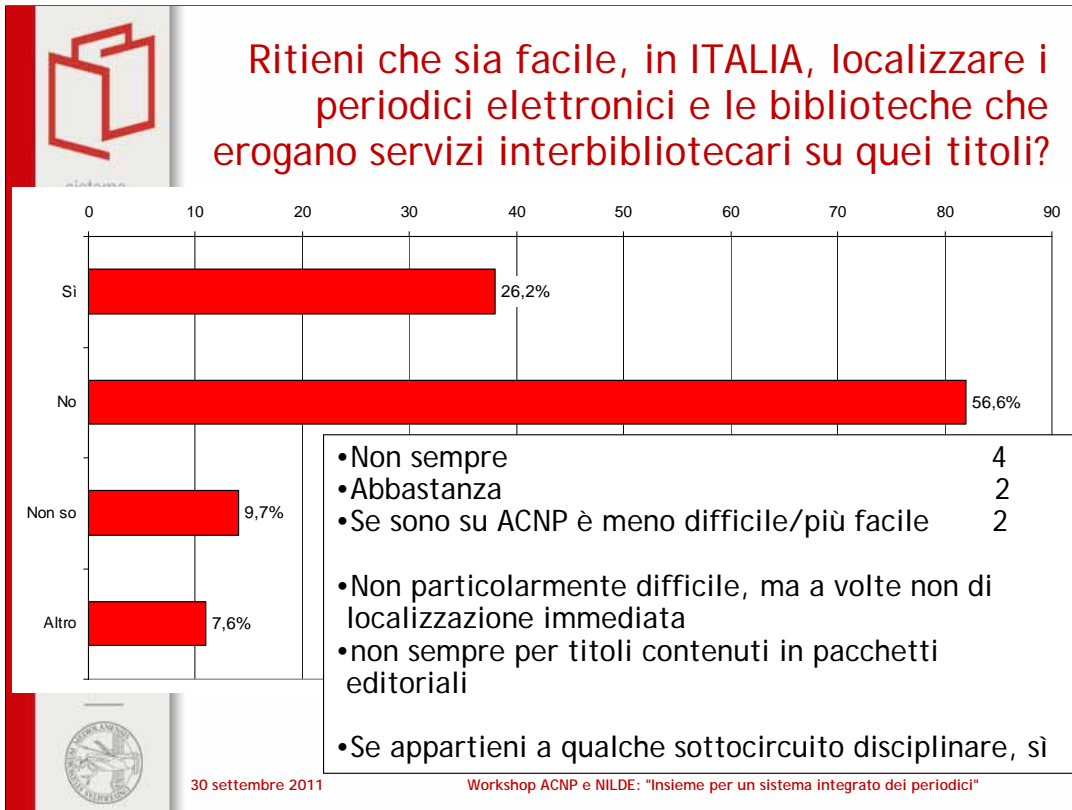 Ritieni che sia facile, in ITALIA, localizzare i
periodici elettronici e le biblioteche che
erogano servizi interbibliotecari su quei titoli?
0 10 20 30 40 50 60 70 80 90
Sì 26,2%
No 56,6%
Non so 9,7%
Altro 7,6%
•Non sempre 4
•Abbastanza 2
•Se sono su ACNP è meno difficile/più facile 2
•Non particolarmente difficile, ma a volte non di
localizzazione immediata
•non sempre per titoli contenuti in pacchetti
editoriali
•Se appartieni a qualche sottocircuito disciplinare, sì
30 settembre 2011 Workshop ACNP e NILDE: "Insieme per un sistema integrato dei periodici"